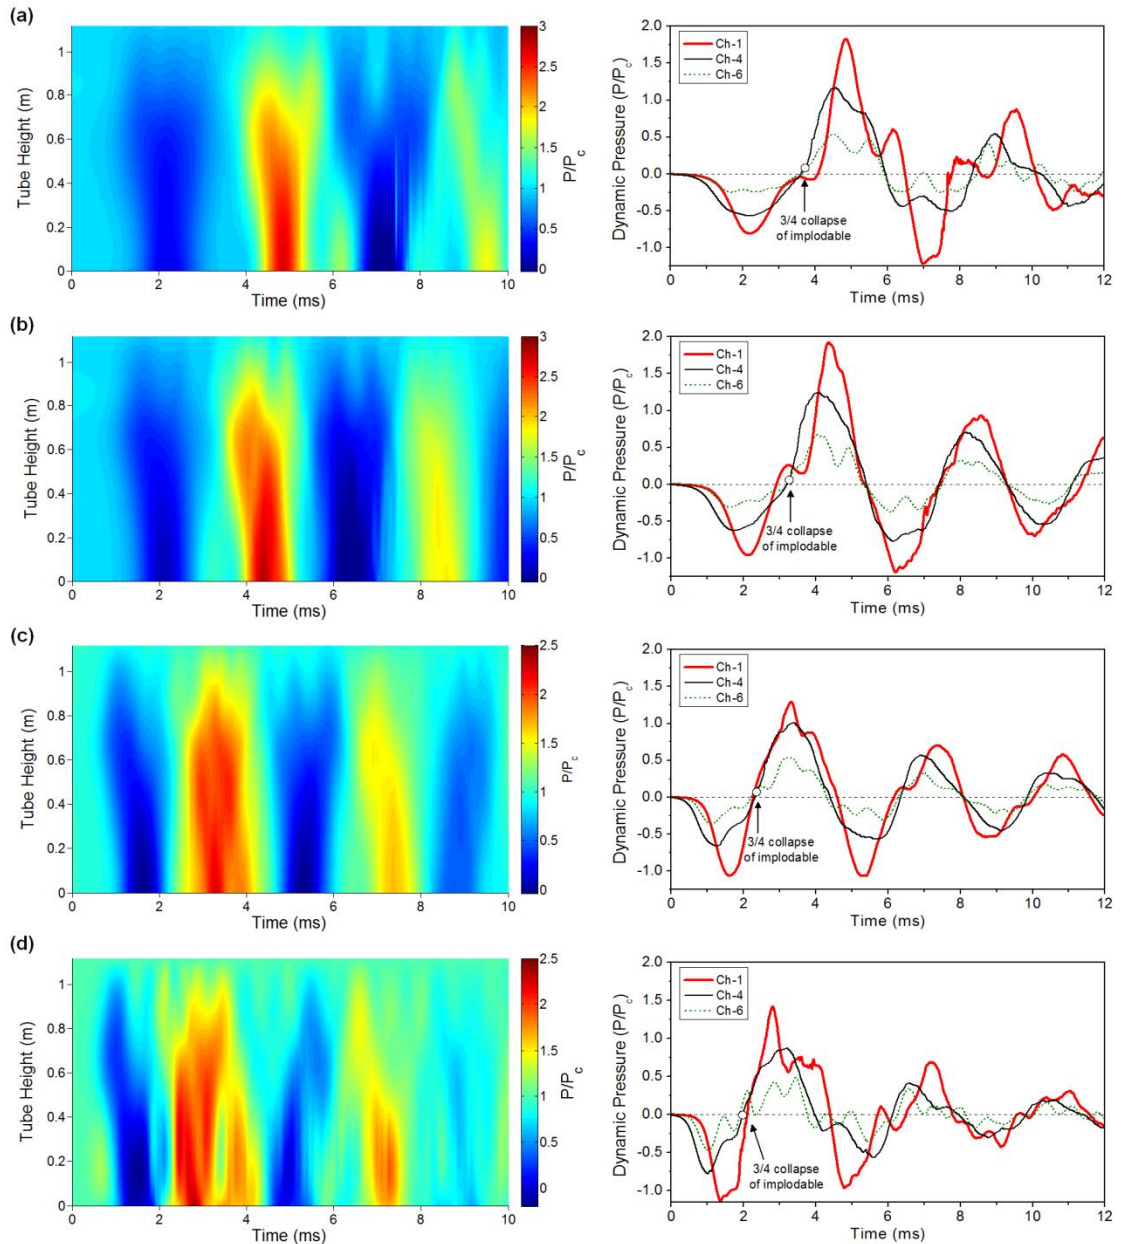 (a)
1
0.8
0.6
0.4
0.2
0
Tube Height (m)
0 2 4 6 8 10
Time (ms)
3
2.5
2
1.5
1
0.5
0
P/Pc
2.0
1.5
1.0
0.5
0.0
-0.5
-1.0
Dynamic Pressure (P/Pc)
Ch-1
Ch-4
Ch-6
3/4 collapse
of implodable
0 2 4 6 8 10 12
Time (ms)
(b)
1
0.8
0.6
0.4
0.2
0
Tube Height (m)
0 2 4 6 8 10
Time (ms)
3
2.5
2
1.5
1
0.5
0
P/Pc
2.0
1.5
1.0
0.5
0.0
-0.5
-1.0
Dynamic Pressure (P/Pc)
Ch-1
Ch-4
Ch-6
3/4 collapse
of implodable
0 2 4 6 8 10 12
Time (ms)
(c)
1
0.8
0.6
0.4
0.2
0
Tube Height (m)
0 2 4 6 8 10
Time (ms)
2.5
2
1.5
1
0.5
0
P/Pc
2.0
1.5
1.0
0.5
0.0
-0.5
-1.0
Dynamic Pressure (P/Pc)
Ch-1
Ch-4
Ch-6
3/4 collapse
of implodable
0 2 4 6 8 10 12
Time (ms)
(d)
1
0.8
0.6
0.4
0.2
0
Tube Height (m)
0 2 4 6 8 10
Time (ms)
2.5
2
1.5
1
0.5
0
P/Pc
2.0
1.5
1.0
0.5
0.0
-0.5
-1.0
Dynamic Pressure (P/Pc)
Ch-1
Ch-4
Ch-6
3/4 collapse
of implodable
0 2 4 6 8 10 12
Time (ms)